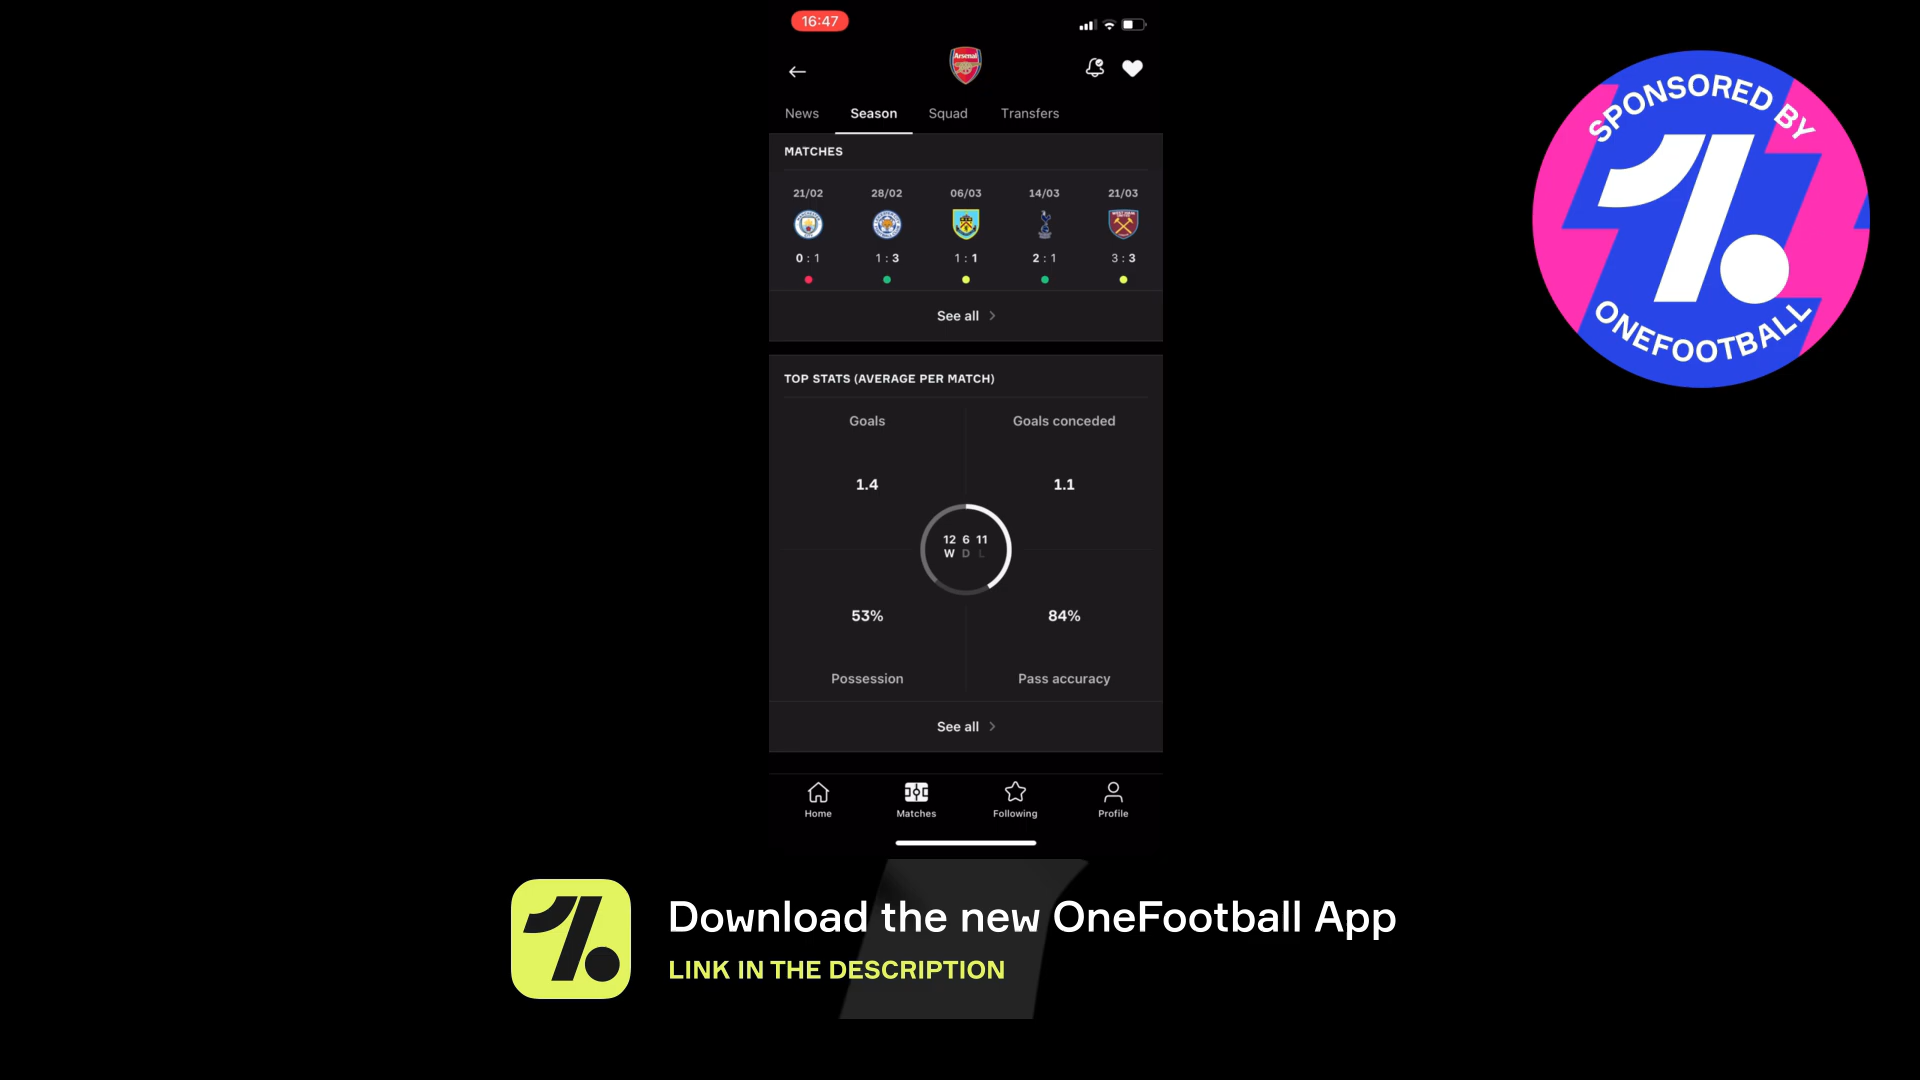 16:47
Arsenal
News Season Squad Transfers
MATCHES
21/02 28/02 06/03 14/03 21/03
0 : 1 1 : 3 1 : 1 2 : 1 3 : 3
See all
TOP STATS (AVERAGE PER MATCH)
Goals Goals conceded
1.4 1.1
12 6 11
W D L
53% 84%
Possession Pass accuracy
See all
Home Matches Following Profile
SPONSORED BY
ONEFOOTBALL
Download the new OneFootball App
LINK IN THE DESCRIPTION